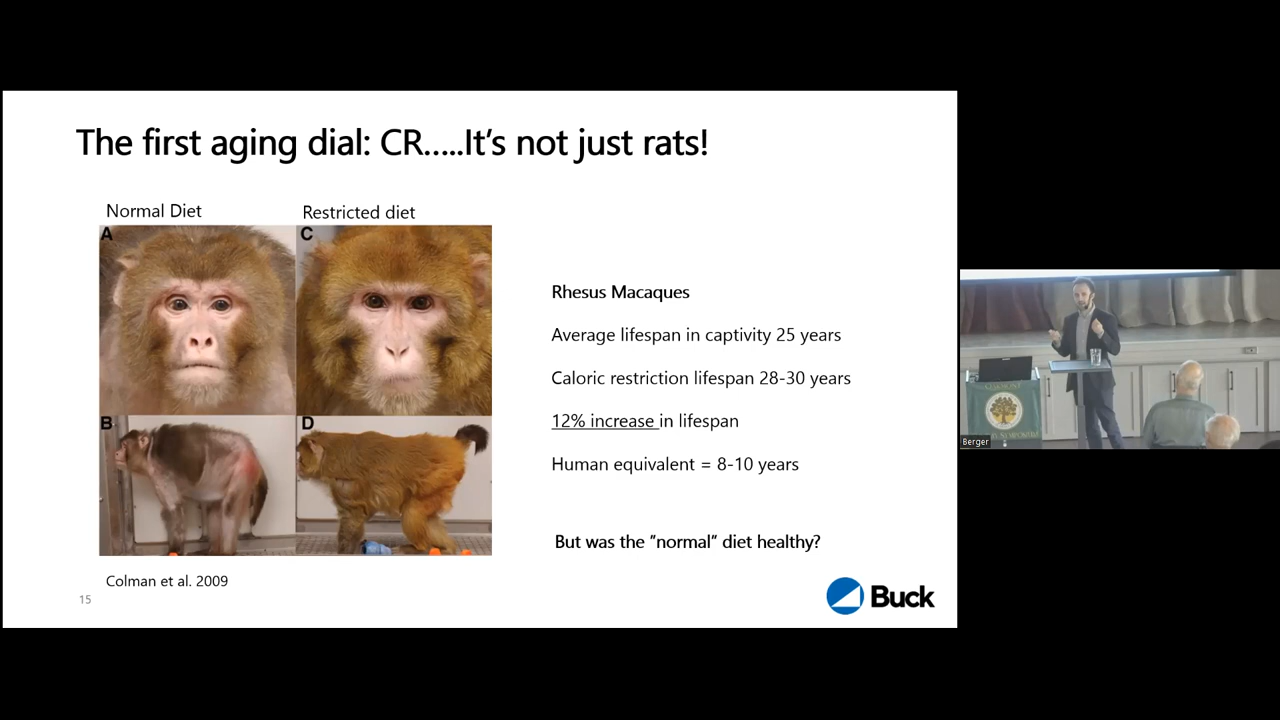 The first aging dial: CR.....It's not just rats!
Normal Diet
Restricted diet
A
C
B
D
Rhesus Macaques
Average lifespan in captivity 25 years
Caloric restriction lifespan 28-30 years
12% increase in lifespan
Human equivalent = 8-10 years
But was the "normal" diet healthy?
Colman et al. 2009
15
Buck
Berger